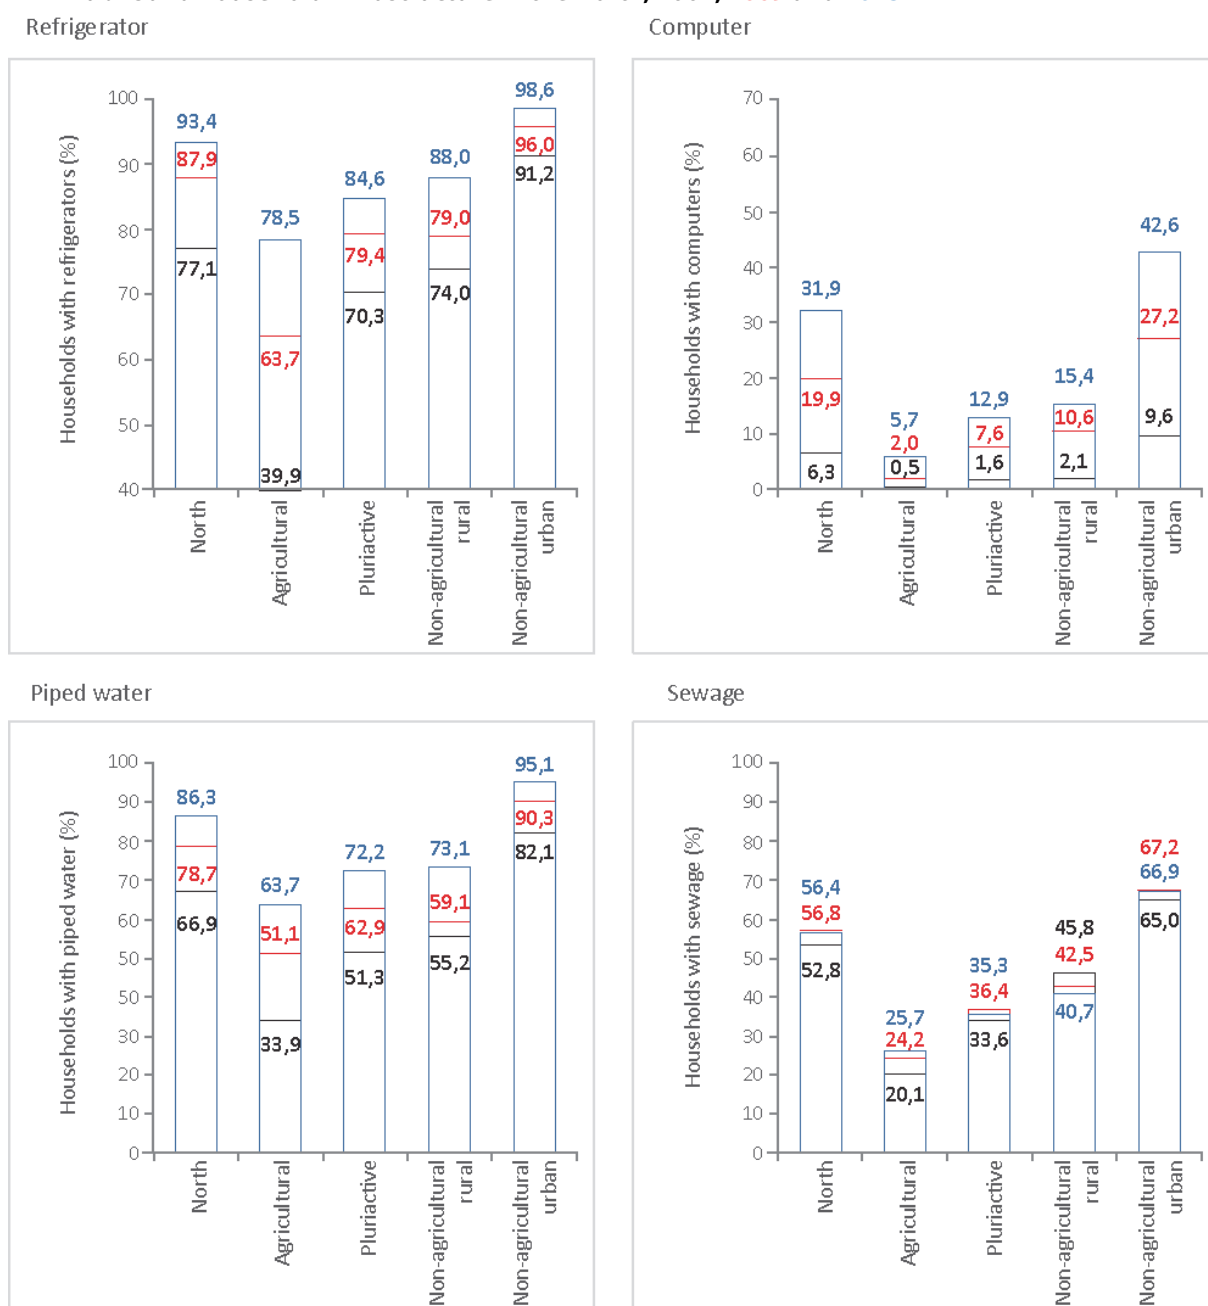 Refrigerator
Computer
Households with refrigerators (%)
100
90
80
70
60
50
40
93,4
87,9
77,1
78,5
63,7
39,9
84,6
79,4
70,3
88,0
79,0
74,0
98,6
96,0
91,2
North
Agricultural
Pluriactive
Non-agricultural
rural
Non-agricultural
urban
Households with computers (%)
70
60
50
40
30
20
10
0
31,9
19,9
6,3
5,7
2,0
0,5
12,9
7,6
1,6
15,4
10,6
2,1
42,6
27,2
9,6
North
Agricultural
Pluriactive
Non-agricultural
rural
Non-agricultural
urban
Piped water
Sewage
Households with piped water (%)
100
90
80
70
60
50
50
30
20
10
0
86,3
78,7
66,9
63,7
51,1
33,9
72,2
62,9
51,3
73,1
59,1
55,2
95,1
90,3
82,1
North
Agricultural
Pluriactive
Non-agricultural
rural
Non-agricultural
urban
Households with sewage (%)
100
90
80
70
60
50
40
30
20
10
0
56,4
56,8
52,8
25,7
24,2
20,1
35,3
36,4
33,6
45,8
42,5
40,7
67,2
66,9
65,0
North
Agricultural
Pluriactive
Non-agricultural
rural
Non-agricultural
urban